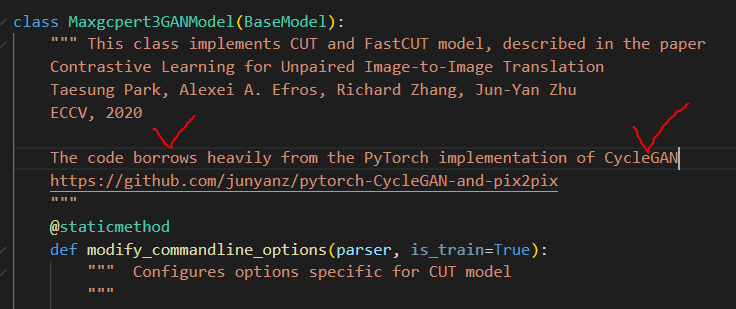 class Maxgcpert3GANModel(BaseModel):
""" This class implements CUT and FastCUT model, described in the paper
Contrastive Learning for Unpaired Image-to-Image Translation
Taesung Park, Alexei A. Efros, Richard Zhang, Jun-Yan Zhu
ECCV, 2020
The code borrows heavily from the PyTorch implementation of CycleGAN
https://github.com/junyanz/pytorch-CycleGAN-and-pix2pix
"""
@staticmethod
def modify_commandline_options(parser, is_train=True):
"""  Configures options specific for CUT model
"""